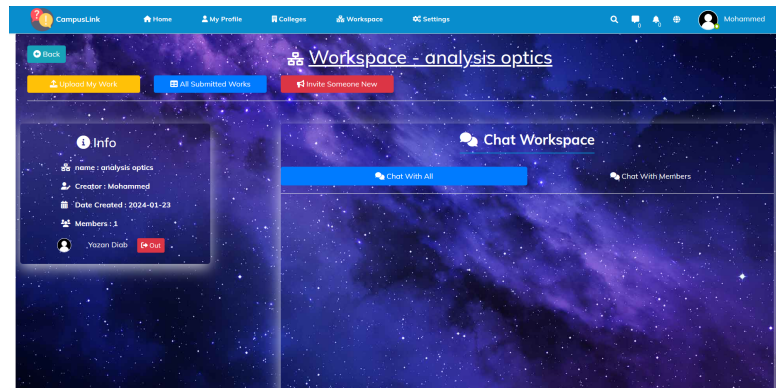 CampusLink Home My Profile Colleges Workspace Settings 0 0 Mohammed
Back
Workspace - analysis optics
Upload My Work All Submitted Works Invite Someone New
Info
name : analysis optics
Creator : Mohammed
Date Created : 2024-01-23
Members : 1
Yazan Diab Out
Chat Workspace
Chat With All Chat With Members